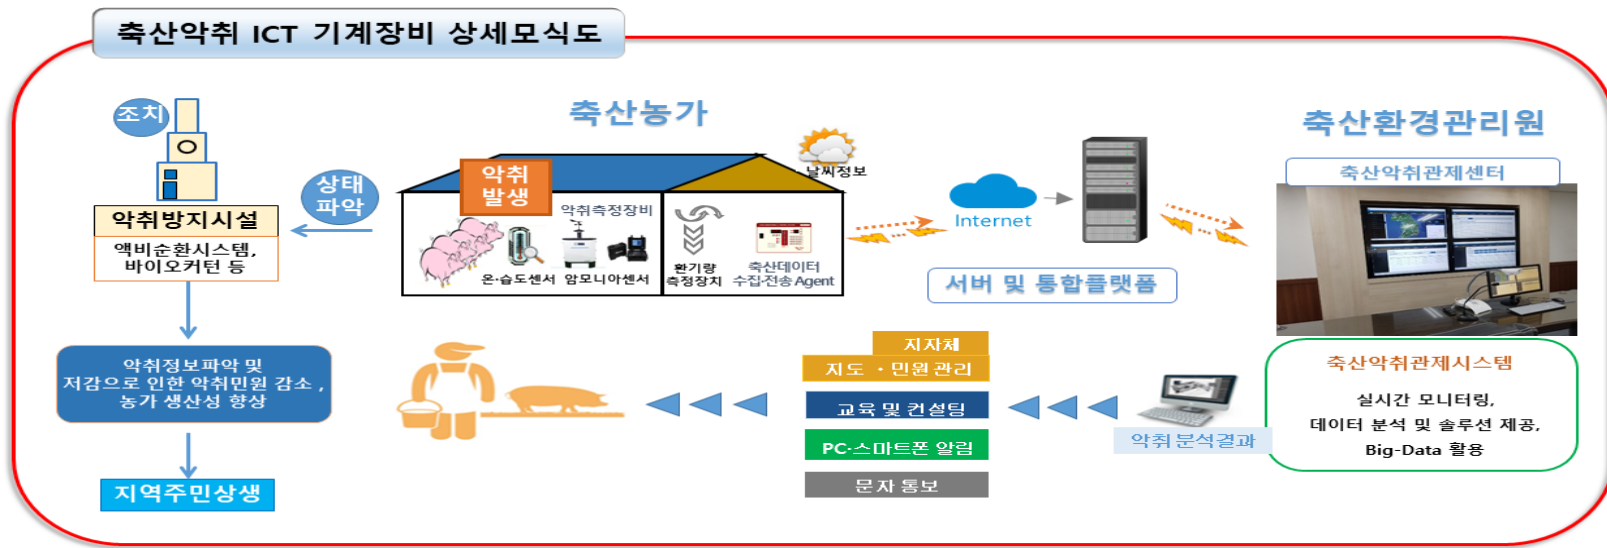 축산악취 ICT 기계장비 상세모식도
조치
악취방지시설
액비순환시스템,
바이오커턴 등
상태
파악
축산농가
악취
발생
날씨정보
악취측정장비
온·습도센서
암모니아센서
환기량
측정장치
축산데이터
수집·전송 Agent
Internet
서버 및 통합플랫폼
축산환경관리원
축산악취관제센터
축산악취관제시스템
실시간 모니터링,
데이터 분석 및 솔루션 제공,
Big-Data 활용
악취분석결과
지자체
지도 · 민원관리
교육 및 컨설팅
PC·스마트폰 알림
문자 통보
악취정보파악 및
저감으로 인한 악취민원 감소 ,
농가 생산성 향상
지역주민상생